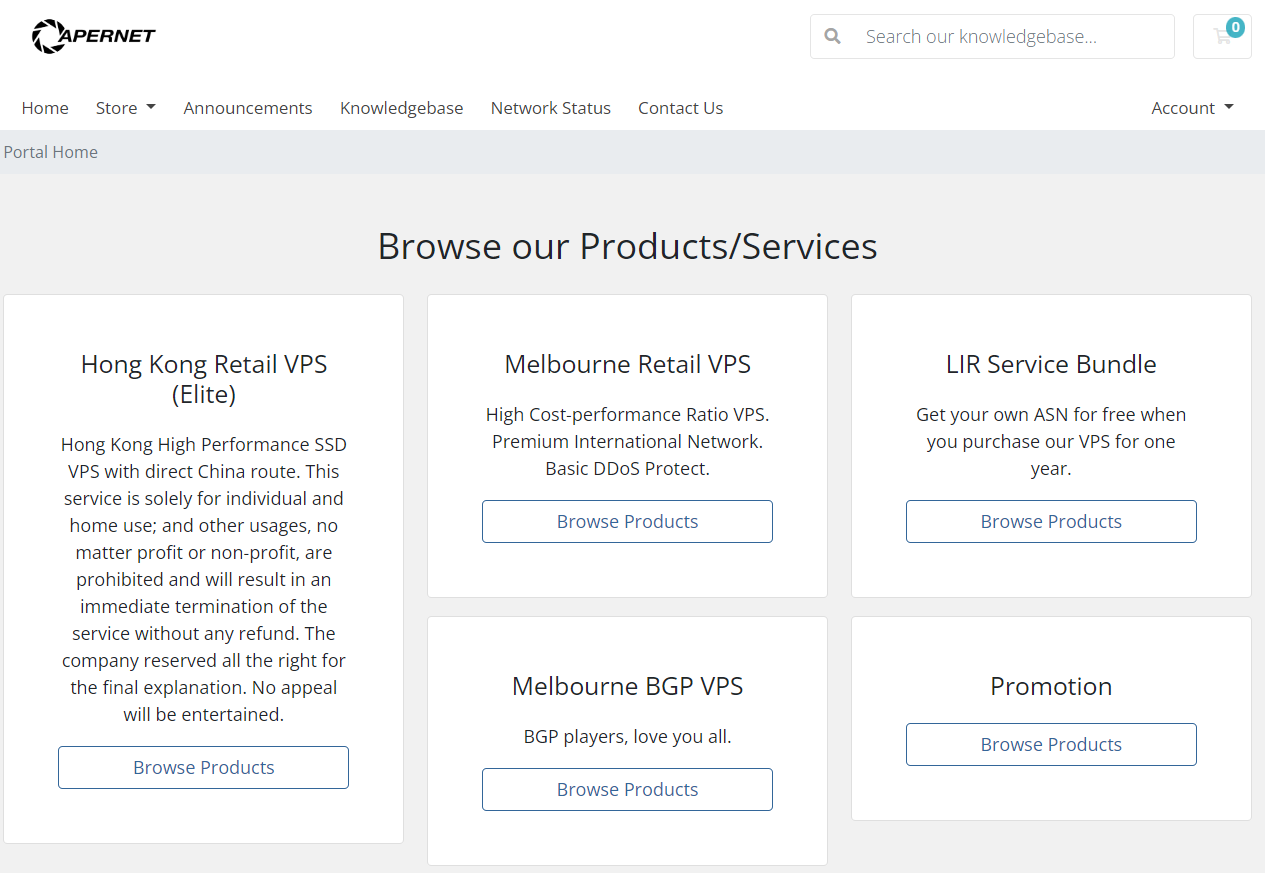 APERNET
Search our knowledgebase...
0
Home Store Announcements Knowledgebase Network Status Contact Us Account
Portal Home
Browse our Products/Services
Hong Kong Retail VPS
(Elite)
Hong Kong High Performance SSD
VPS with direct China route. This
service is solely for individual and
home use; and other usages, no
matter profit or non-profit, are
prohibited and will result in an
immediate termination of the
service without any refund. The
company reserved all the right for
the final explanation. No appeal
will be entertained.
Browse Products
Melbourne Retail VPS
High Cost-performance Ratio VPS.
Premium International Network.
Basic DDoS Protect.
Browse Products
LIR Service Bundle
Get your own ASN for free when
you purchase our VPS for one
year.
Browse Products
Melbourne BGP VPS
BGP players, love you all.
Browse Products
Promotion
Browse Products